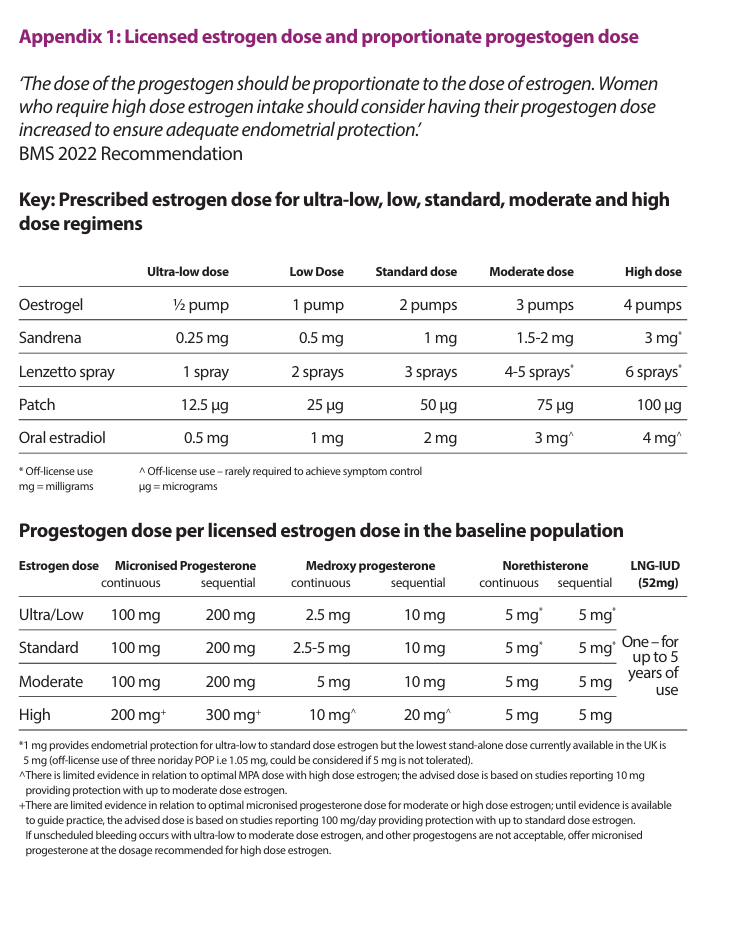 Appendix 1: Licensed estrogen dose and proportionate progestogen dose
‘The dose of the progestogen should be proportionate to the dose of estrogen. Women
who require high dose estrogen intake should consider having their progestogen dose
increased to ensure adequate endometrial protection.’
BMS 2022 Recommendation
Key: Prescribed estrogen dose for ultra-low, low, standard, moderate and high
dose regimens
Ultra-low dose Low Dose Standard dose Moderate dose High dose
Oestrogel ½ pump 1 pump 2 pumps 3 pumps 4 pumps
Sandrena 0.25 mg 0.5 mg 1 mg 1.5-2 mg 3 mg*
Lenzetto spray 1 spray 2 sprays 3 sprays 4-5 sprays* 6 sprays*
Patch 12.5 µg 25 µg 50 µg 75 µg 100 µg
Oral estradiol 0.5 mg 1 mg 2 mg 3 mg^ 4 mg^
* Off-license use ^ Off-license use – rarely required to achieve symptom control
mg = milligrams µg = micrograms
Progestogen dose per licensed estrogen dose in the baseline population
Estrogen dose Micronised Progesterone Medroxy progesterone Norethisterone LNG-IUD
continuous sequential continuous sequential continuous sequential (52mg)
Ultra/Low 100 mg 200 mg 2.5 mg 10 mg 5 mg* 5 mg*
Standard 100 mg 200 mg 2.5-5 mg 10 mg 5 mg* 5 mg*
One – for
up to 5
years of
use
Moderate 100 mg 200 mg 5 mg 10 mg 5 mg 5 mg
High 200 mg+ 300 mg+ 10 mg^ 20 mg^ 5 mg 5 mg
*1 mg provides endometrial protection for ultra-low to standard dose estrogen but the lowest stand-alone dose currently available in the UK is
5 mg (off-license use of three noriday POP i.e 1.05 mg, could be considered if 5 mg is not tolerated).
^There is limited evidence in relation to optimal MPA dose with high dose estrogen; the advised dose is based on studies reporting 10 mg
providing protection with up to moderate dose estrogen.
+There are limited evidence in relation to optimal micronised progesterone dose for moderate or high dose estrogen; until evidence is available
to guide practice, the advised dose is based on studies reporting 100 mg/day providing protection with up to standard dose estrogen.
If unscheduled bleeding occurs with ultra-low to moderate dose estrogen, and other progestogens are not acceptable, offer micronised
progesterone at the dosage recommended for high dose estrogen.